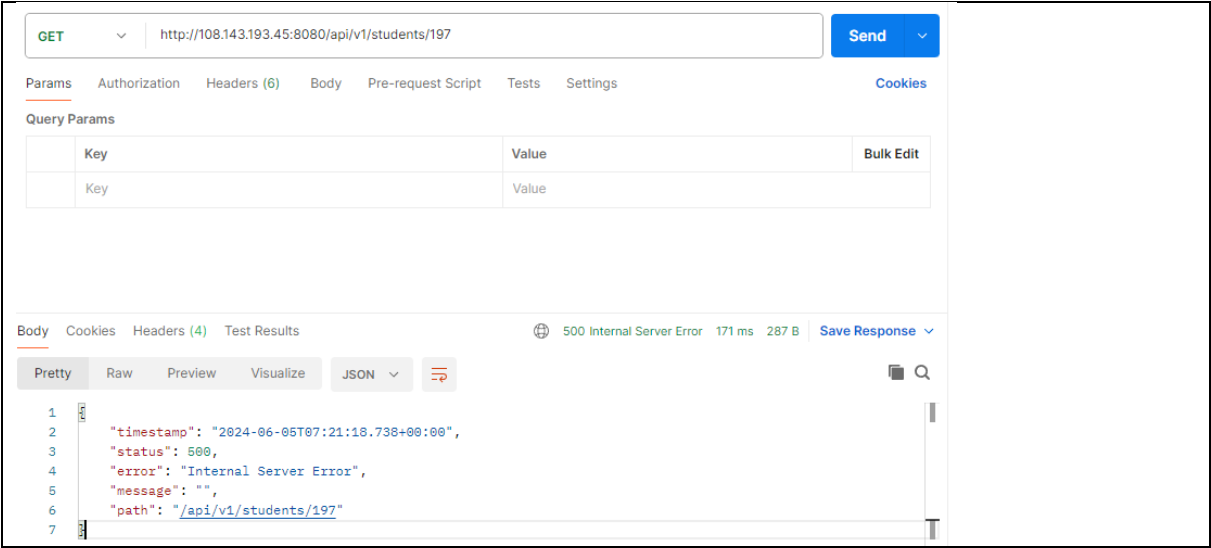 GET http://108.143.193.45:8080/api/v1/students/197 Send
Params Authorization Headers (6) Body Pre-request Script Tests Settings Cookies
Query Params
Key Value Bulk Edit
Key Value
Body Cookies Headers (4) Test Results 500 Internal Server Error 171 ms 287 B Save Response
Pretty Raw Preview Visualize JSON
1 {
2 "timestamp": "2024-06-05T07:21:18.738+00:00",
3 "status": 500,
4 "error": "Internal Server Error",
5 "message": "",
6 "path": "/api/v1/students/197"
7 }